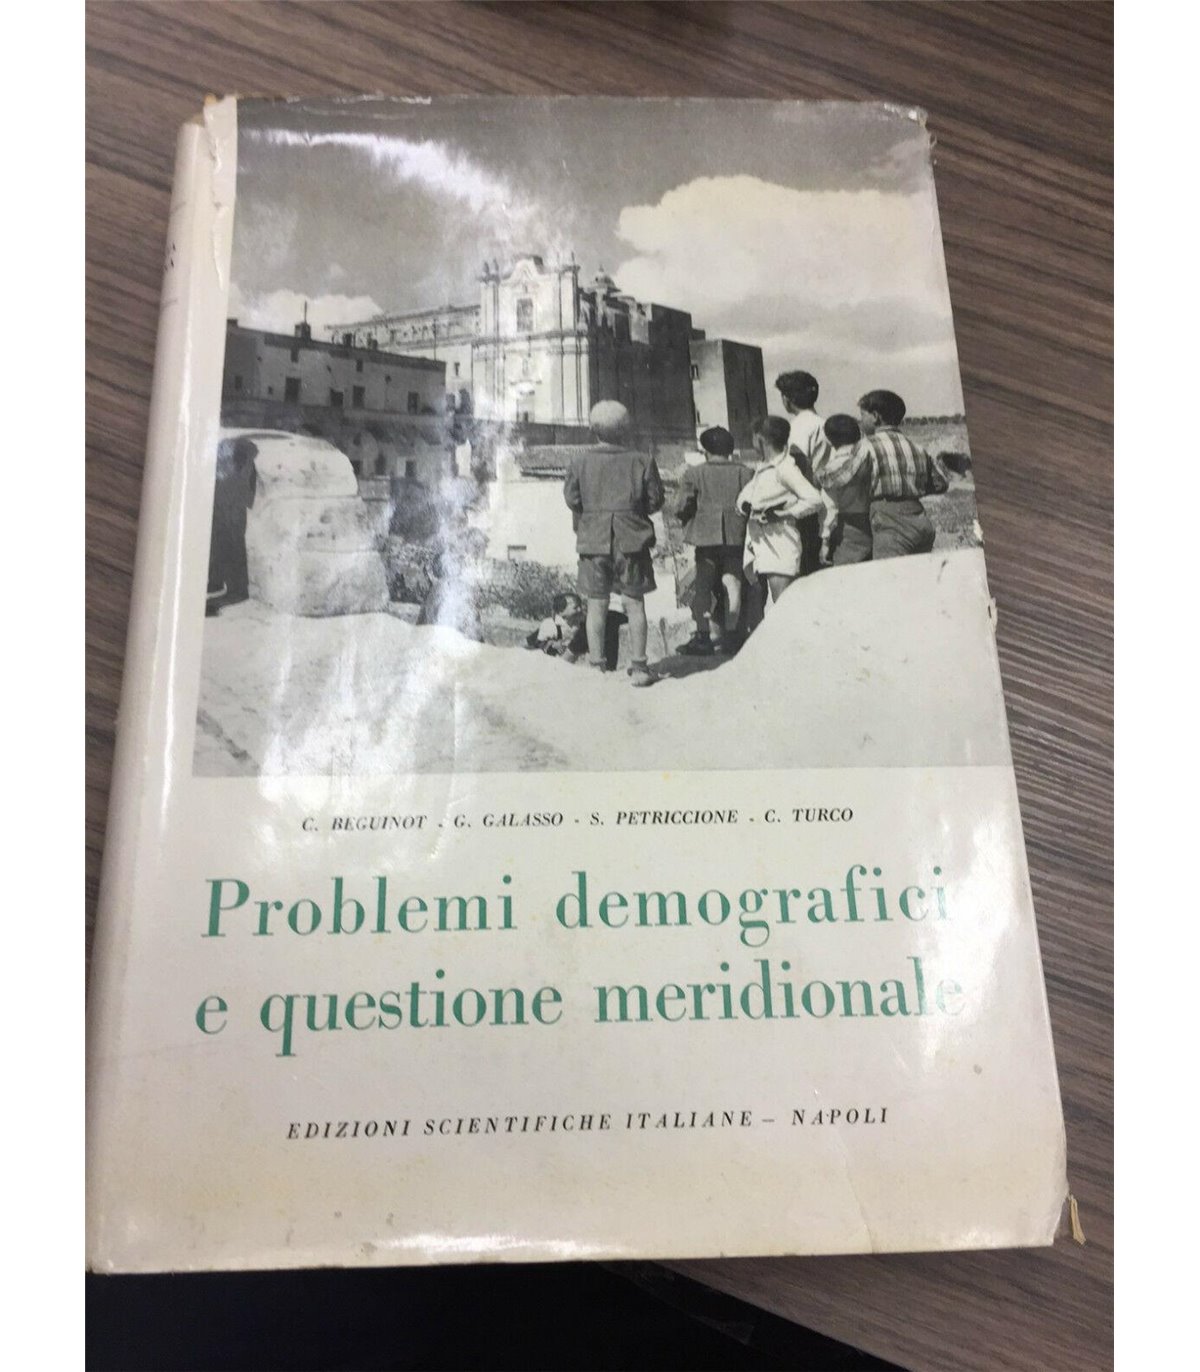 C. BEGUINOT - G. GALASSO - S. PETRICCIONE - C. TURCO
Problemi demografici
e questione meridionale
EDIZIONI SCIENTIFICHE ITALIANE – NAPOLI